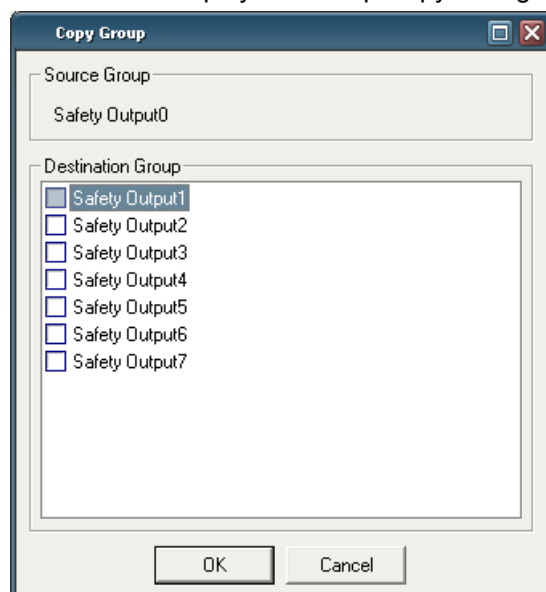 Copy Group
Source Group
Safety Output0
Destination Group
Safety Output1
Safety Output2
Safety Output3
Safety Output4
Safety Output5
Safety Output6
Safety Output7
OK
Cancel